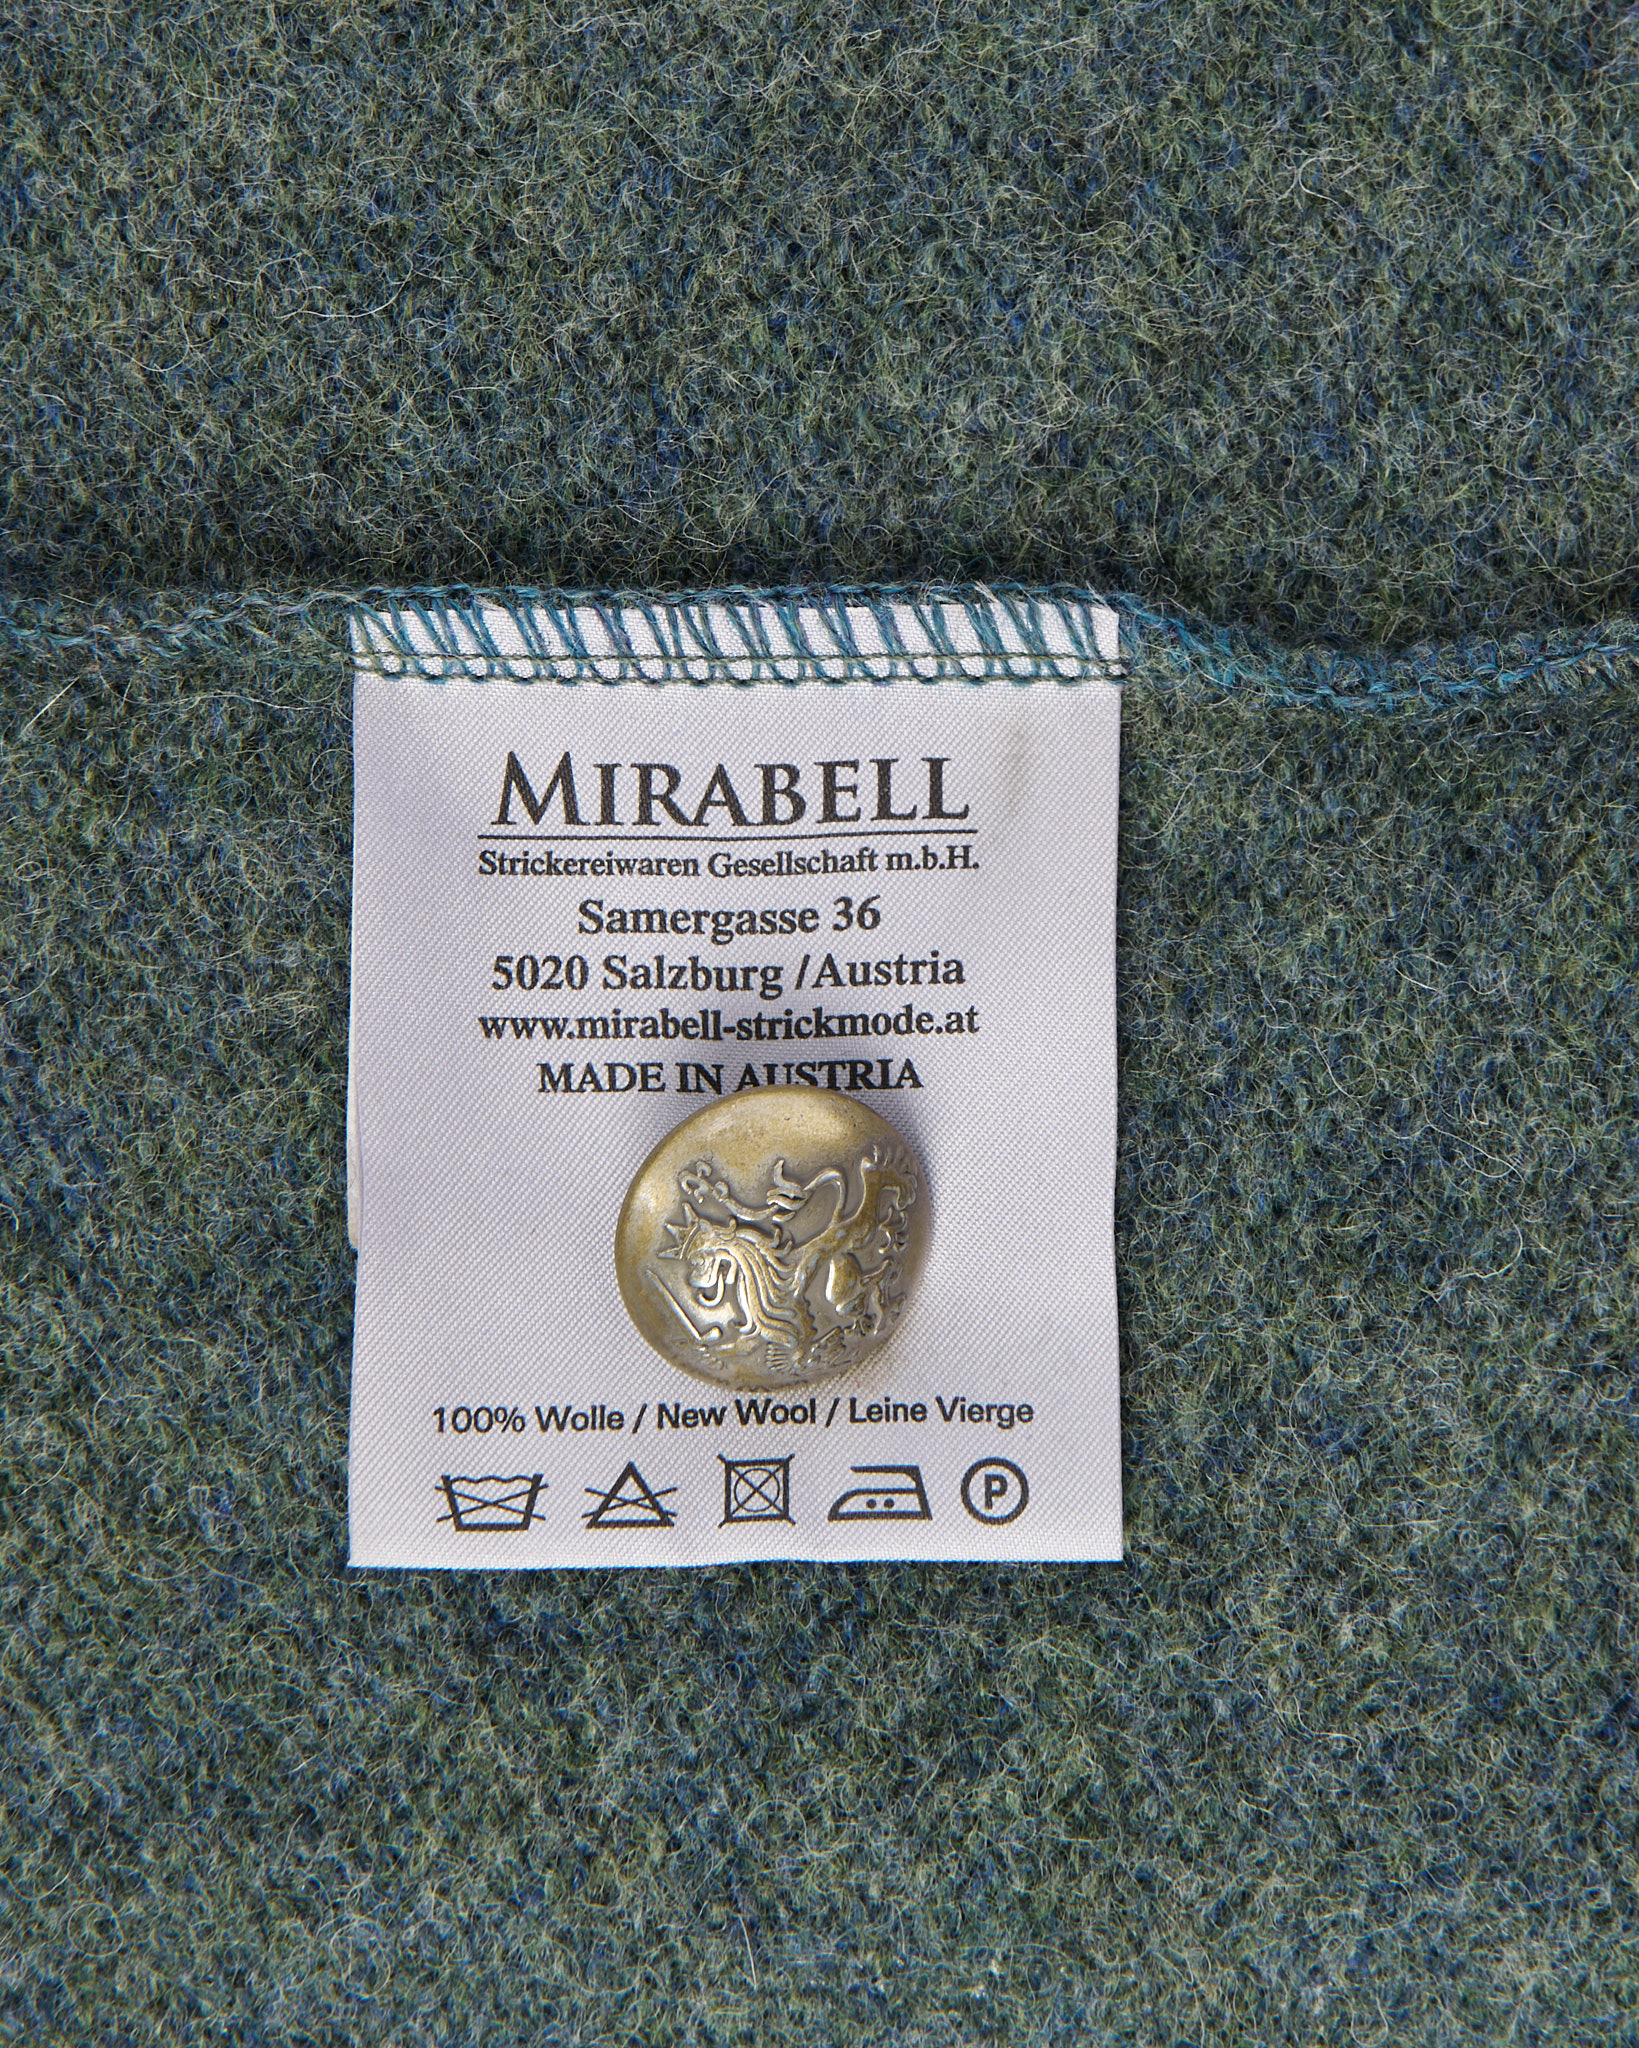 MIRABELL
Strickereiwaren Gesellschaft m.b.H.
Samergasse 36
5020 Salzburg /Austria
www.mirabell-strickmode.at
MADE IN AUSTRIA
100% Wolle / New Wool / Leine Vierge
P